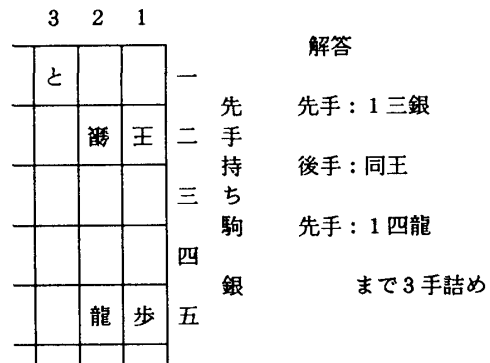 3 2 1
と 一
銀 王 二
三
四
龍 歩 五
先手持ち駒 銀
解答
先手：１三銀
後手：同王
先手：１四龍
まで３手詰め